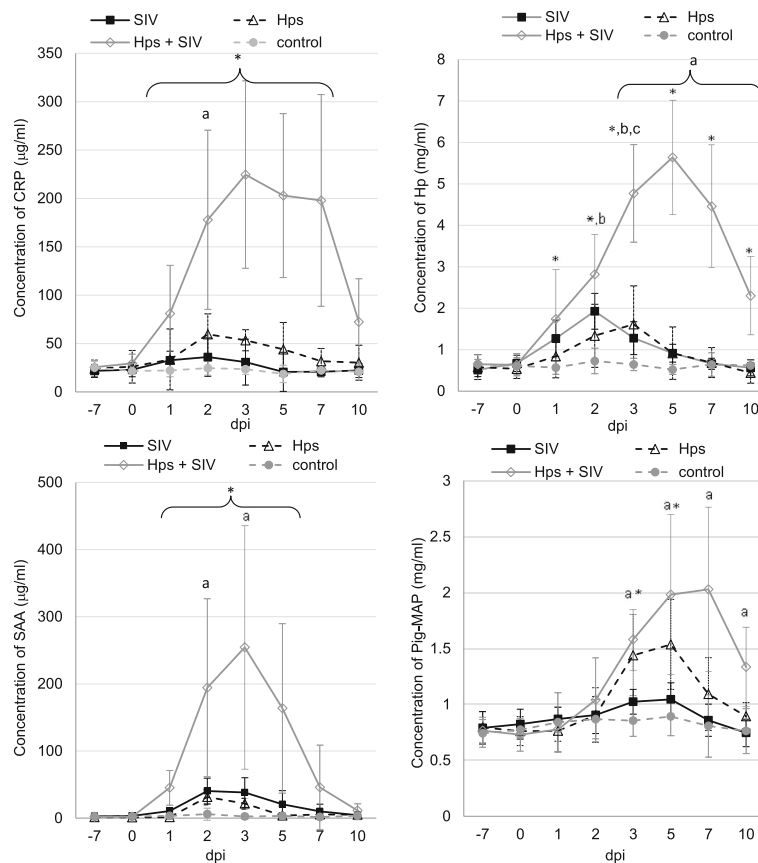 SIV Hps
Hps + SIV control
Concentration of CRP (μg/ml)
350
300
250
200
150
100
50
0
*
a
-7 0 1 2 3 5 7 10
dpi
SIV Hps
Hps + SIV control
Concentration of Hp (mg/ml)
8
7
6
5
4
3
2
1
0
a
*
*,b
*,b,c
*
*
*
-7 0 1 2 3 5 7 10
dpi
SIV Hps
Hps + SIV control
Concentration of SAA (μg/ml)
500
400
300
200
100
0
*
a
a
-7 0 1 2 3 5 7 10
dpi
SIV Hps
Hps + SIV control
Concentration of Pig-MAP (mg/ml)
3
2.5
2
1.5
1
0.5
0
a*
a*
a
a
-7 0 1 2 3 5 7 10
dpi